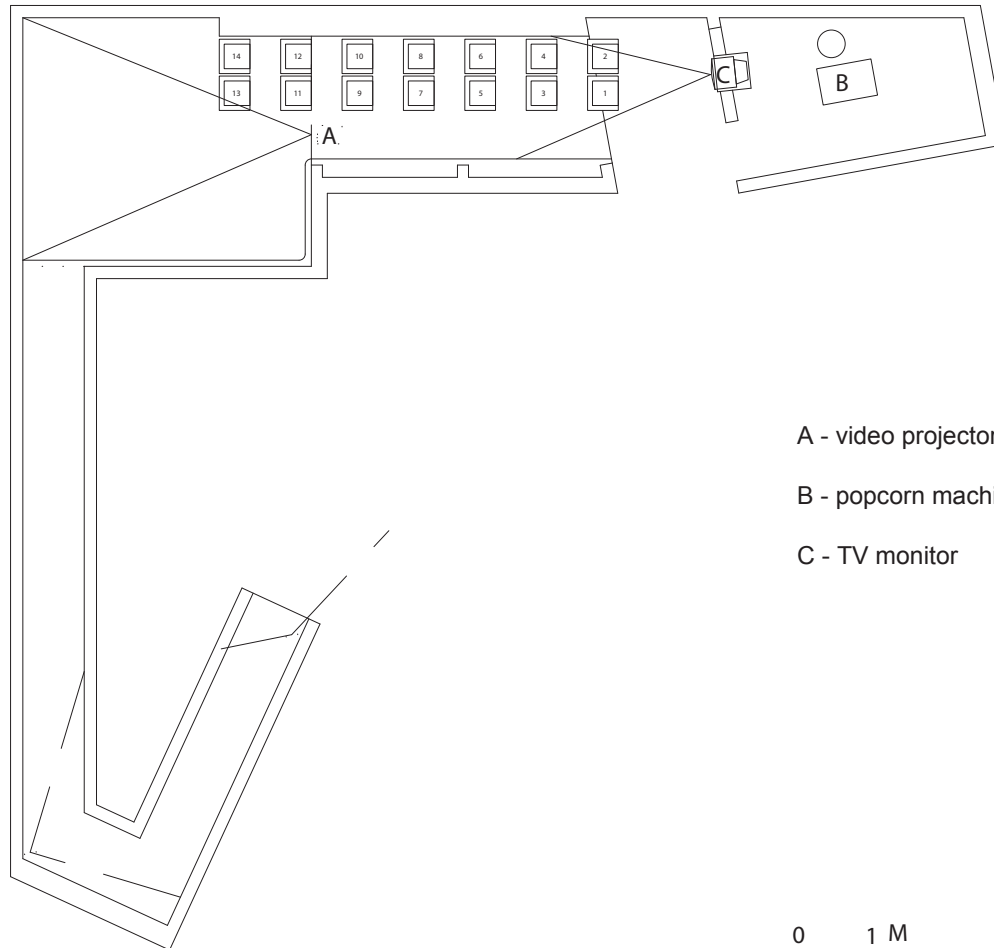 14 12 10 8 6 4 2
13 11 9 7 5 3 1
C
B
A
A - video projector
B - popcorn machi
C - TV monitor
0 1 M